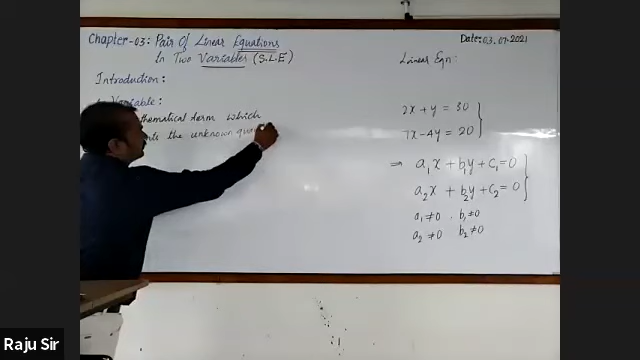 Chapter-03: Pair Of Linear Equations
In Two Variables (S.L.E)
Date: 03.07.2021
Linear Eqn:
Introduction:
Variable:
thematical term which
the unknown quan
2x + y = 30
7x - 4y = 20
⇒ a₁x + b₁y + c₁ = 0
a₂x + b₂y + c₂ = 0
a₁ ≠ 0 . b₁ ≠ 0
a₂ ≠ 0 b₂ ≠ 0
Raju Sir